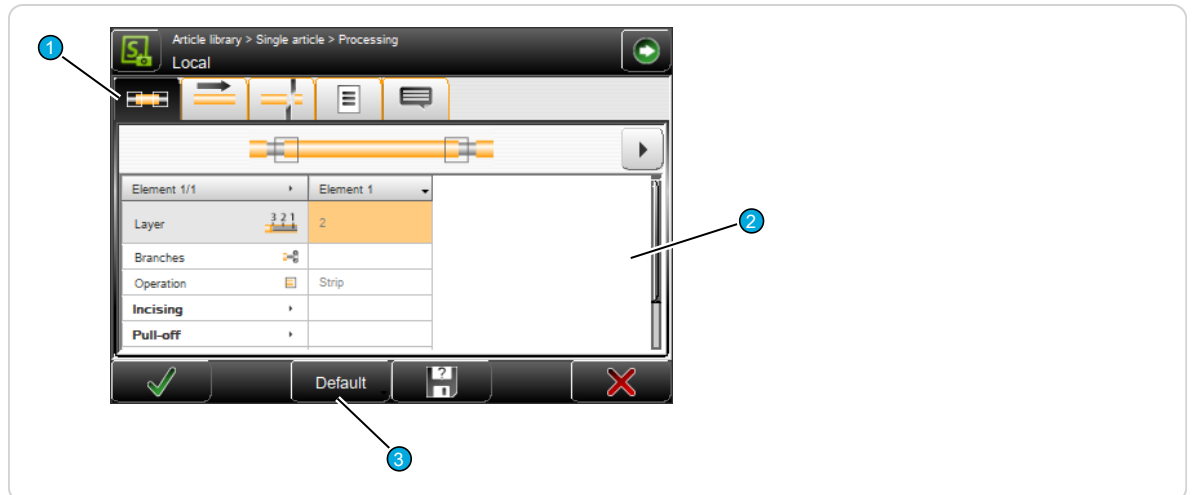 1
Article library > Single article > Processing
Local
Element 1/1
Element 1
Layer
3 2 1
2
Branches
Operation
Strip
Incising
Pull-off
2
Default
?
3